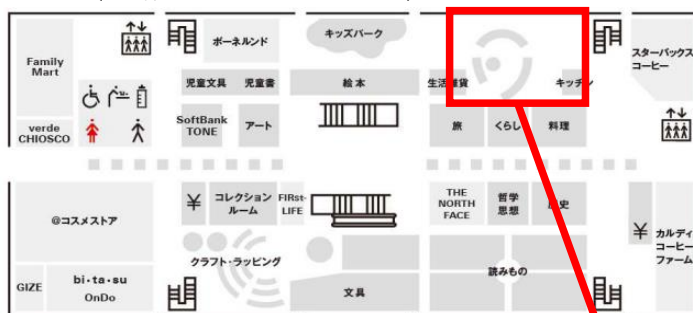 Family
Mart
ボーネルンド
キッズパーク
スターバックス
コーヒー
児童文具
児童書
絵本
生活雑貨
キッチン
verde
CHIOSCO
SoftBank
TONE
アート
旅
くらし
料理
@コスメストア
¥
コレクション
ルーム
FIRst-
LIFE
THE
NORTH
FACE
哲学
思想
¥
カルディ
コーヒー
ファーム
クラフト・ラッピング
読みもの
GIZE
bi・ta・su
OnDo
文具